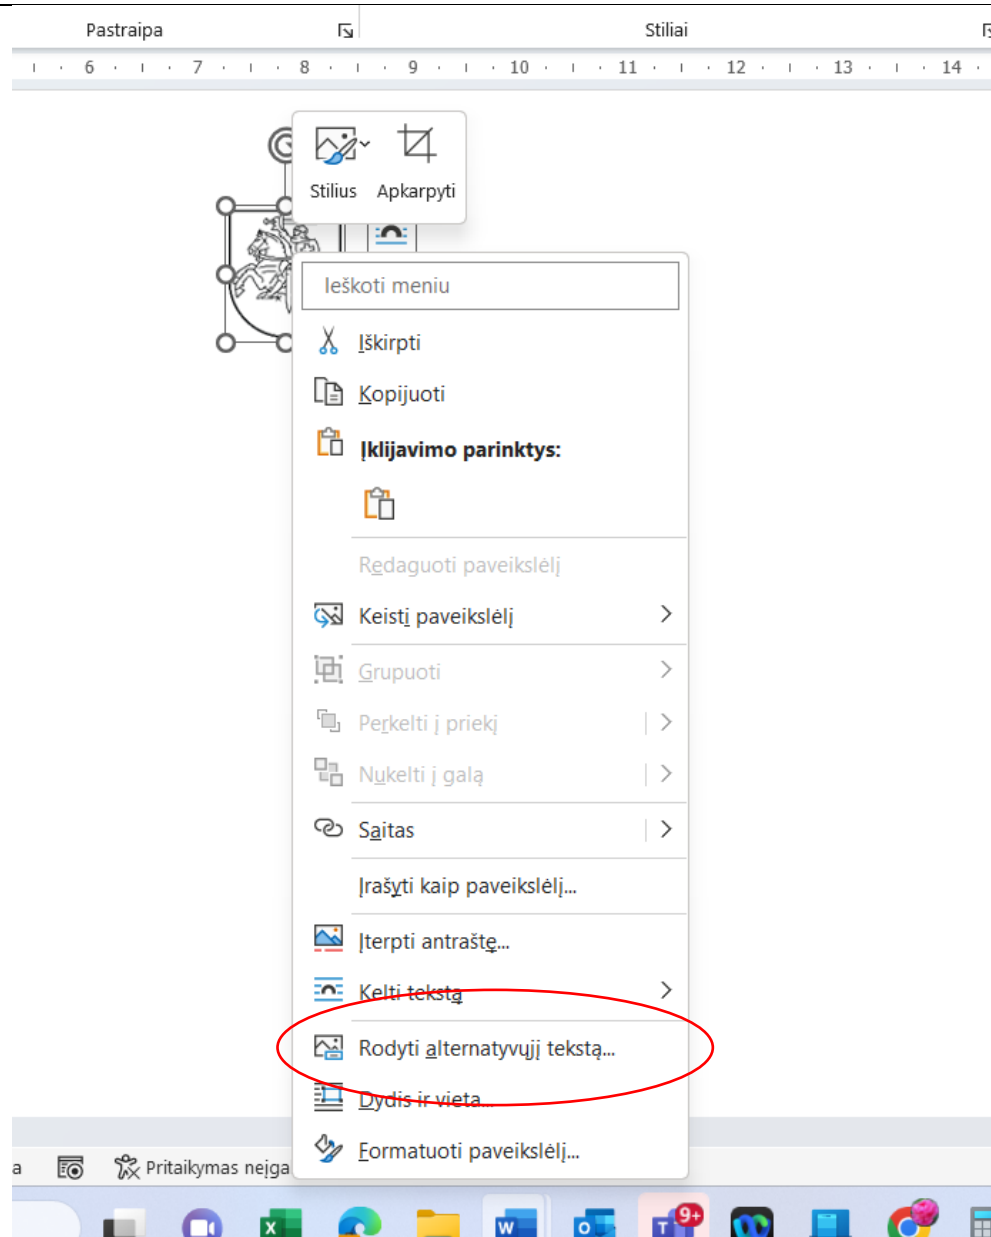 Pastraipa Stiliai
6 7 8 9 10 11 12 13 14
Stilius Apkarpyti
Ieškoti meniu
Iškirpti
Kopijuoti
Įklijavimo parinktys:
Redaguoti paveikslėlį
Keisti paveikslėlį
Grupuoti
Perkelti į priekį
Nukelti į galą
Saitas
Įrašyti kaip paveikslėlį...
Įterpti antraštę...
Kelti tekstą
Rodyti alternatyvųjį tekstą...
Dydis ir vieta...
Formatuoti paveikslėlį...
a Pritaikymas neįga
9+